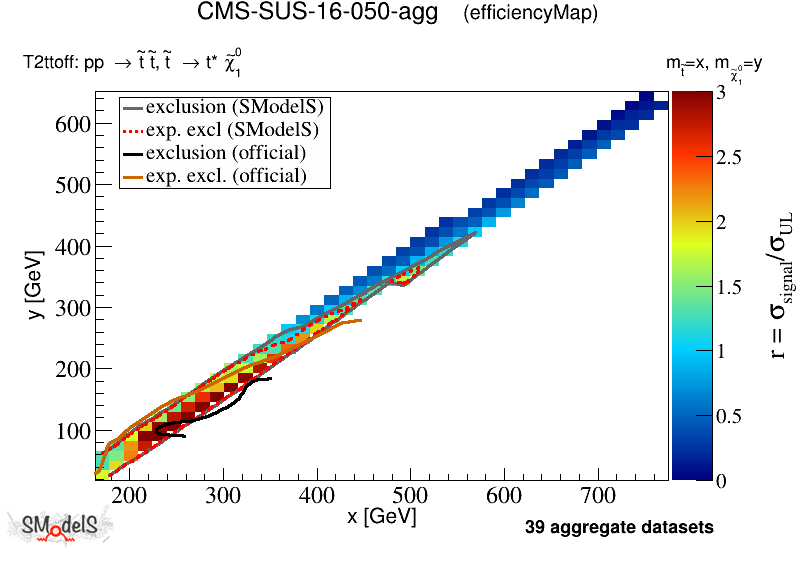 CMS-SUS-16-050-agg (efficiencyMap)
T2ttoff: pp → t̃ t̃, t̃ → t* χ̃₁⁰
m_t̃=x, m_χ̃₁⁰=y
exclusion (SModelS)
exp. excl (SModelS)
exclusion (official)
exp. excl. (official)
600
500
400
300
200
100
y [GeV]
200 300 400 500 600 700
x [GeV]
3
2.5
2
1.5
1
0.5
0
r = σ_signal/σ_UL
SModelS
39 aggregate datasets